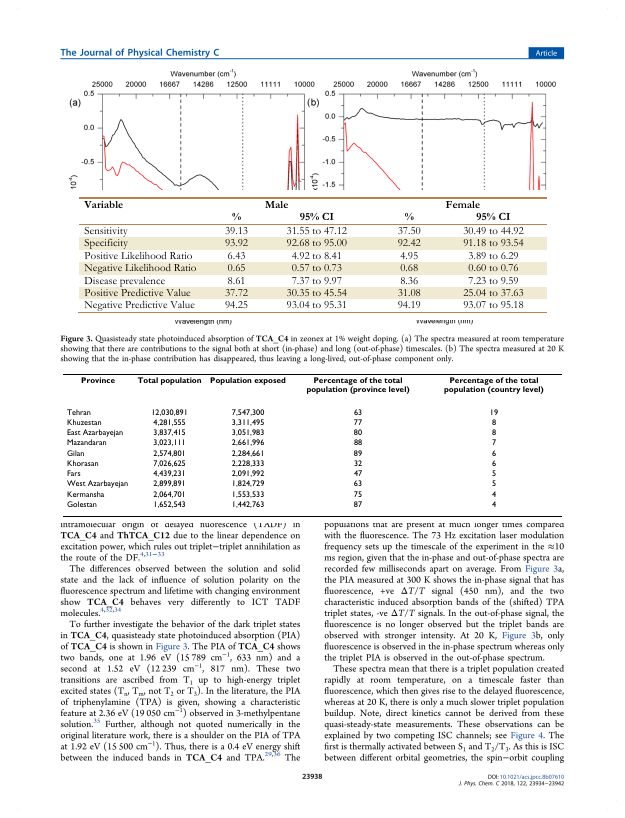 The Journal of Physical Chemistry C
Article
Wavenumber (cm-1)
25000 20000 16667 14286 12500 11111 10000
(a)
0.5
0.0
-0.5
10-4)
Wavenumber (cm-1)
25000 20000 16667 14286 12500 11111 10000
(b)
0.5
0.0
-0.5
-1.0
-1.5
(10-4)
Variable Male Female
% 95% CI % 95% CI
Sensitivity 39.13 31.55 to 47.12 37.50 30.49 to 44.92
Specificity 93.92 92.68 to 95.00 92.42 91.18 to 93.54
Positive Likelihood Ratio 6.43 4.92 to 8.41 4.95 3.89 to 6.29
Negative Likelihood Ratio 0.65 0.57 to 0.73 0.68 0.60 to 0.76
Disease prevalence 8.61 7.37 to 9.97 8.36 7.23 to 9.59
Positive Predictive Value 37.72 30.35 to 45.54 31.08 25.04 to 37.63
Negative Predictive Value 94.25 93.04 to 95.31 94.19 93.07 to 95.18
Wavelength (nm) Wavelength (nm)
Figure 3. Quasisteady state photoinduced absorption of TCA_C4 in zeonex at 1% weight doping. (a) The spectra measured at room temperature
showing that there are contributions to the signal both at short (in-phase) and long (out-of-phase) timescales. (b) The spectra measured at 20 K
showing that the in-phase contribution has disappeared, thus leaving a long-lived, out-of-phase component only.
Province Total population Population exposed Percentage of the total Percentage of the total
population (province level) population (country level)
Tehran 12,030,891 7,547,300 63 19
Khuzestan 4,281,555 3,311,495 77 8
East Azarbayejan 3,837,415 3,051,983 80 8
Mazandaran 3,023,111 2,661,996 88 7
Gilan 2,574,801 2,284,661 89 6
Khorasan 7,026,625 2,228,333 32 6
Fars 4,439,231 2,091,992 47 5
West Azarbayejan 2,899,891 1,824,729 63 5
Kermansha 2,064,701 1,553,533 75 4
Golestan 1,652,543 1,442,763 87 4
intramolecular origin of delayed fluorescence (TADF) in
TCA_C4 and ThTCA_C12 due to the linear dependence on
excitation power, which rules out triplet−triplet annihilation as
the route of the DF.4,31−33
The differences observed between the solution and solid
state and the lack of influence of solution polarity on the
fluorescence spectrum and lifetime with changing environment
show TCA_C4 behaves very differently to ICT TADF
molecules.4,32,34
To further investigate the behavior of the dark triplet states
in TCA_C4, quasisteady state photoinduced absorption (PIA)
of TCA_C4 is shown in Figure 3. The PIA of TCA_C4 shows
two bands, one at 1.96 eV (15 789 cm−1, 633 nm) and a
second at 1.52 eV (12 239 cm−1, 817 nm). These two
transitions are ascribed from T1 up to high-energy triplet
excited states (Tn, Tm, not T2 or T3). In the literature, the PIA
of triphenylamine (TPA) is given, showing a characteristic
feature at 2.36 eV (19 050 cm−1) observed in 3-methylpentane
solution.35 Further, although not quoted numerically in the
original literature work, there is a shoulder on the PIA of TPA
at 1.92 eV (15 500 cm−1). Thus, there is a 0.4 eV energy shift
between the induced bands in TCA_C4 and TPA.29,36 The
populations that are present at much longer times compared
with the fluorescence. The 73 Hz excitation laser modulation
frequency sets up the timescale of the experiment in the ≈10
ms region, given that the in-phase and out-of-phase spectra are
recorded few milliseconds apart on average. From Figure 3a,
the PIA measured at 300 K shows the in-phase signal that has
fluorescence, +ve ΔT/T signal (450 nm), and the two
characteristic induced absorption bands of the (shifted) TPA
triplet states, -ve ΔT/T signals. In the out-of-phase signal, the
fluorescence is no longer observed but the triplet bands are
observed with stronger intensity. At 20 K, Figure 3b, only
fluorescence is observed in the in-phase spectrum whereas only
the triplet PIA is observed in the out-of-phase spectrum.
These spectra mean that there is a triplet population created
rapidly at room temperature, on a timescale faster than
fluorescence, which then gives rise to the delayed fluorescence,
whereas at 20 K, there is only a much slower triplet population
buildup. Note, direct kinetics cannot be derived from these
quasi-steady-state measurements. These observations can be
explained by two competing ISC channels; see Figure 4. The
first is thermally activated between S1 and T2/T3. As this is ISC
between different orbital geometries, the spin−orbit coupling
23938
DOI: 10.1021/acs.jpcc.8b07610
J. Phys. Chem. C 2018, 122, 23934−23942